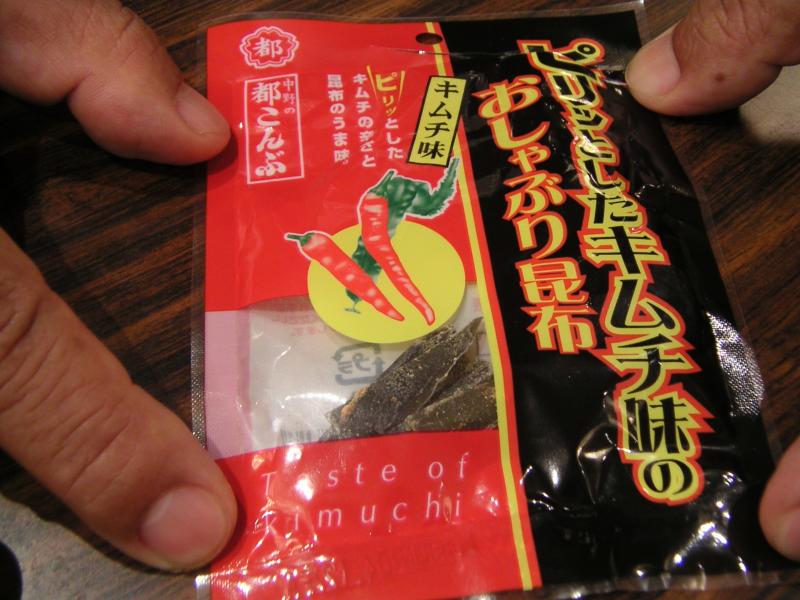 ピリッとしたキムチ味の
おしゃぶり昆布
キムチ味
ピリッとした
キムチの辛さと
昆布のうま味。
都
中野の
都こんぶ
Taste of
kimuchi